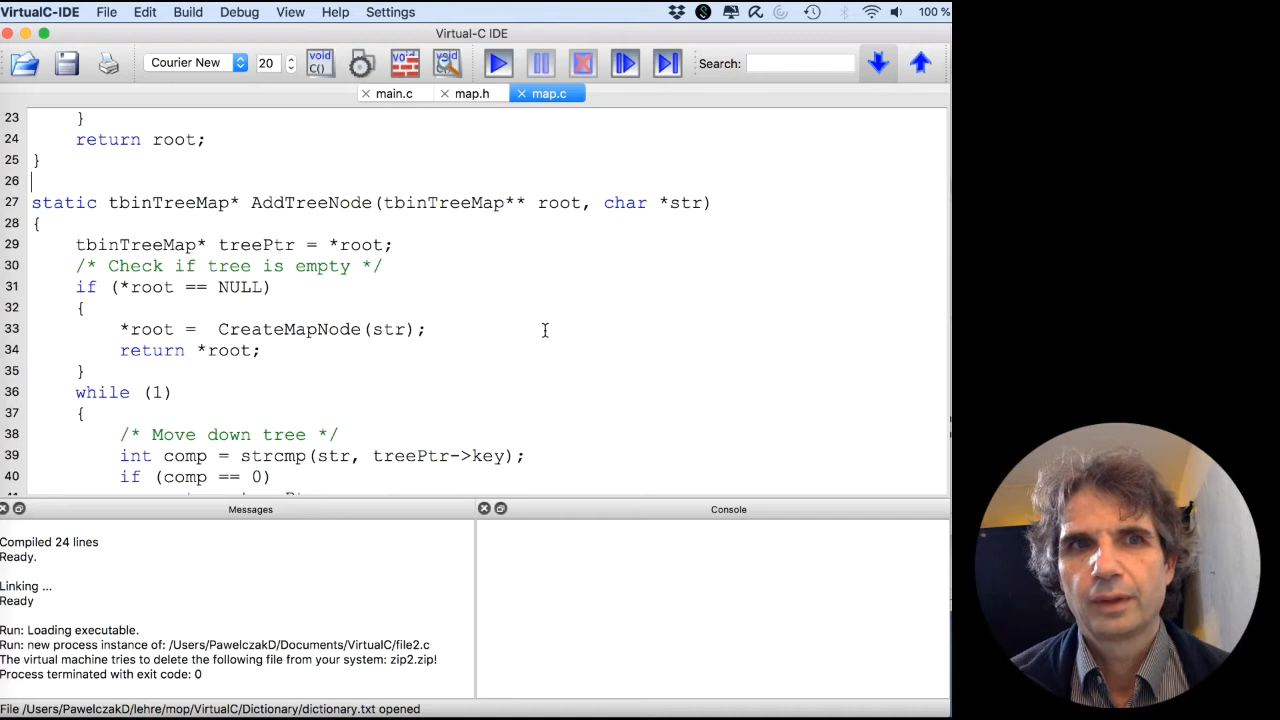 VirtualC-IDE File Edit Build Debug View Help Settings 100 %
Virtual-C IDE
Courier New 20 void C() Search:
main.c map.h map.c
23 }
24 return root;
25 }
26
27 static tbinTreeMap* AddTreeNode(tbinTreeMap** root, char *str)
28 {
29 tbinTreeMap* treePtr = *root;
30 /* Check if tree is empty */
31 if (*root == NULL)
32 {
33 *root =  CreateMapNode(str);
34 return *root;
35 }
36 while (1)
37 {
38 /* Move down tree */
39 int comp = strcmp(str, treePtr->key);
40 if (comp == 0)
Messages
Compiled 24 lines
Ready.
Linking ...
Ready
Run: Loading executable.
Run: new process instance of: /Users/PawelczakD/Documents/VirtualC/file2.c
The virtual machine tries to delete the following file from your system: zip2.zip!
Process terminated with exit code: 0
Console
File /Users/PawelczakD/lehre/mop/VirtualC/Dictionary/dictionary.txt opened